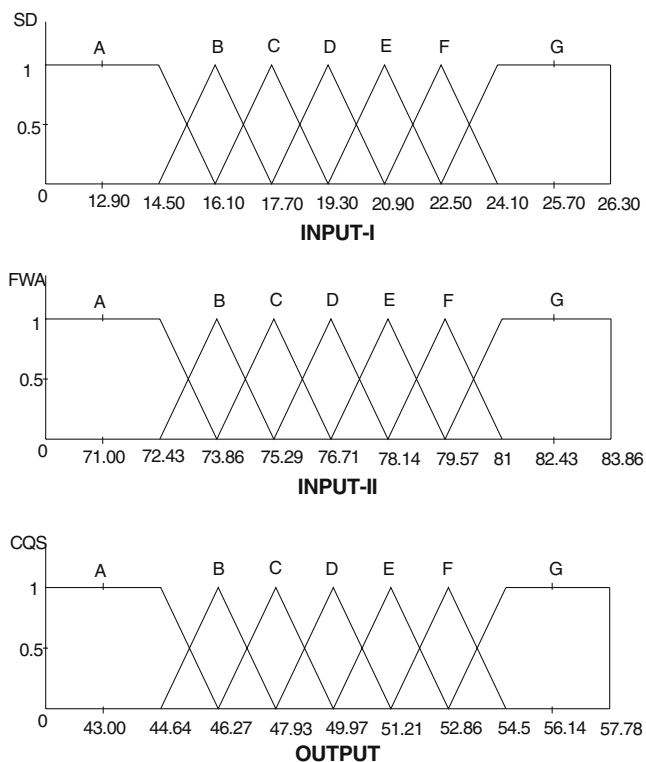 SD
A B C D E F G
1
0.5
0
12.90 14.50 16.10 17.70 19.30 20.90 22.50 24.10 25.70 26.30
INPUT-I
FWA
A B C D E F G
1
0.5
0
71.00 72.43 73.86 75.29 76.71 78.14 79.57 81 82.43 83.86
INPUT-II
CQS
A B C D E F G
1
0.5
0
43.00 44.64 46.27 47.93 49.97 51.21 52.86 54.5 56.14 57.78
OUTPUT